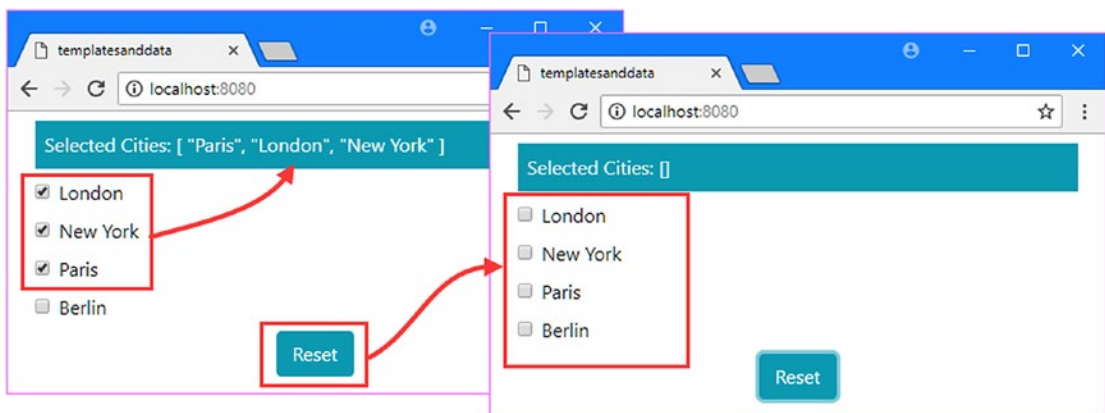 templatesanddata
localhost:8080
Selected Cities: [ "Paris", "London", "New York" ]
London
New York
Paris
Berlin
Reset
templatesanddata
localhost:8080
Selected Cities: []
London
New York
Paris
Berlin
Reset